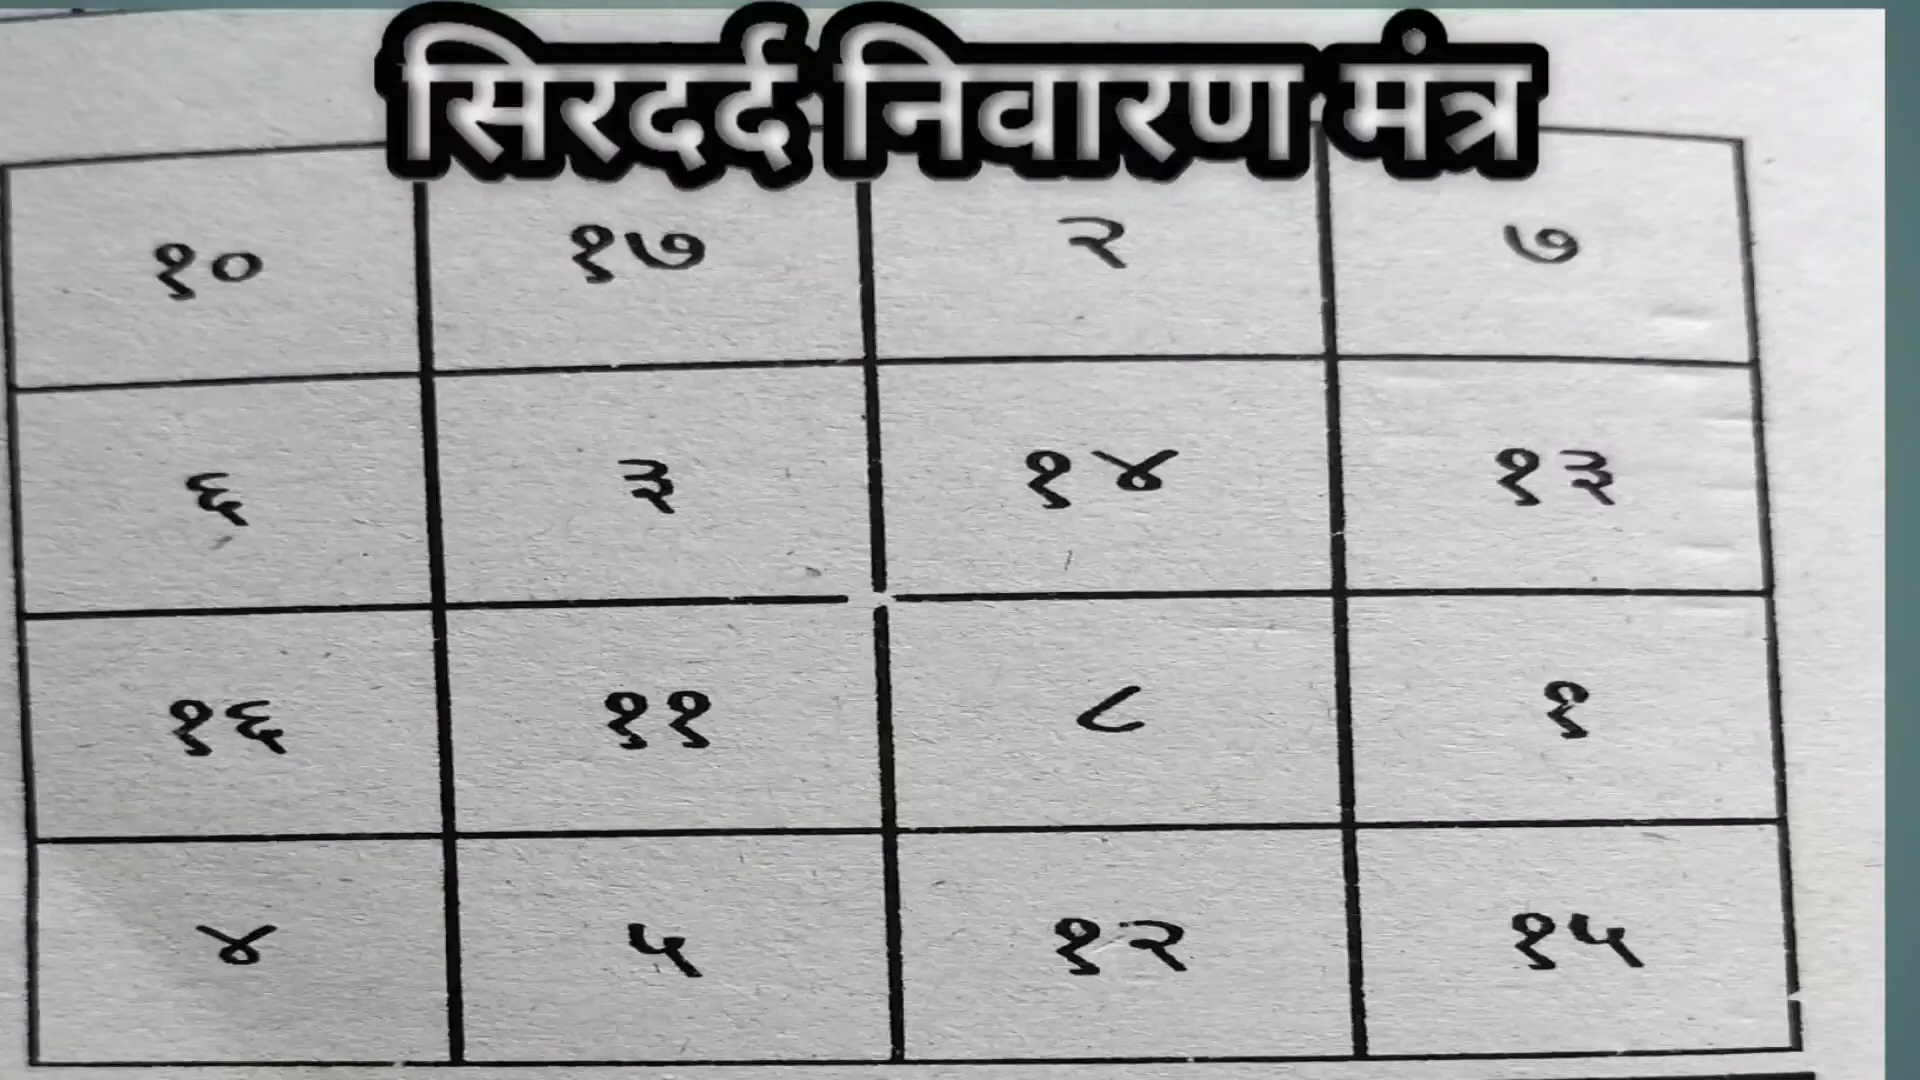 सिरदर्द निवारण मंत्र
१० १७ २ ७
६ ३ १४ १३
१६ ११ ८ १
४ ५ १२ १५